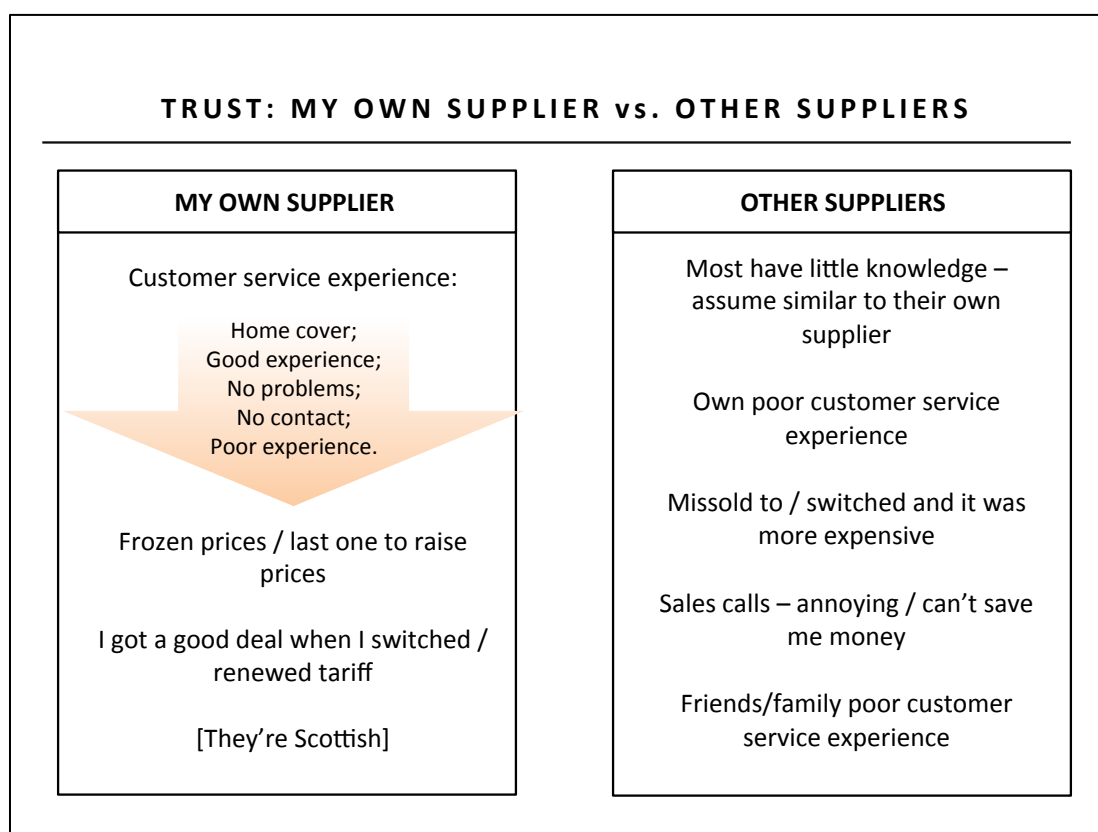 TRUST: MY OWN SUPPLIER vs. OTHER SUPPLIERS
MY OWN SUPPLIER
Customer service experience:
Home cover;
Good experience;
No problems;
No contact;
Poor experience.
Frozen prices / last one to raise
prices
I got a good deal when I switched /
renewed tariff
[They’re Scottish]
OTHER SUPPLIERS
Most have little knowledge –
assume similar to their own
supplier
Own poor customer service
experience
Missold to / switched and it was
more expensive
Sales calls – annoying / can’t save
me money
Friends/family poor customer
service experience